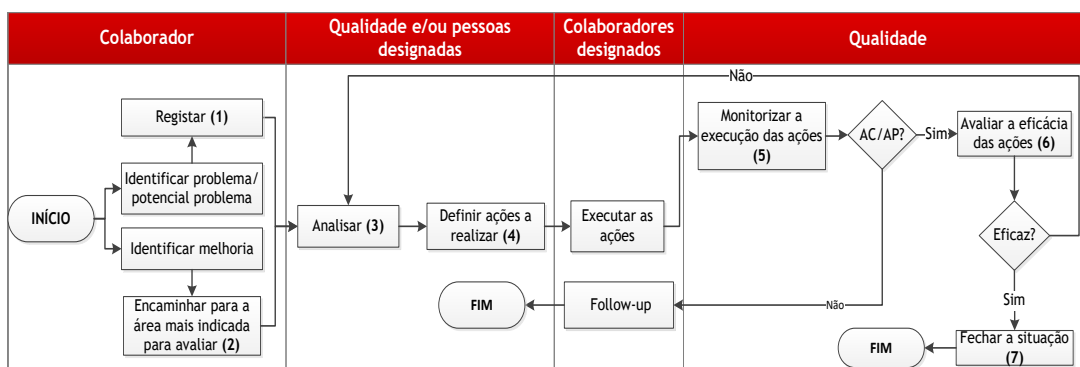 Colaborador
Qualidade e/ou pessoas
designadas
Colaboradores
designados
Qualidade
Não
Registar (1)
Monitorizar a
execução das ações
(5)
AC/AP?
Sim
Avaliar a eficácia
das ações (6)
Identificar problema/
potencial problema
INÍCIO
Analisar (3)
Definir ações a
realizar (4)
Executar as
ações
Eficaz?
Identificar melhoria
Encaminhar para a
área mais indicada
para avaliar (2)
FIM
Follow-up
Não
Sim
FIM
Fechar a situação
(7)